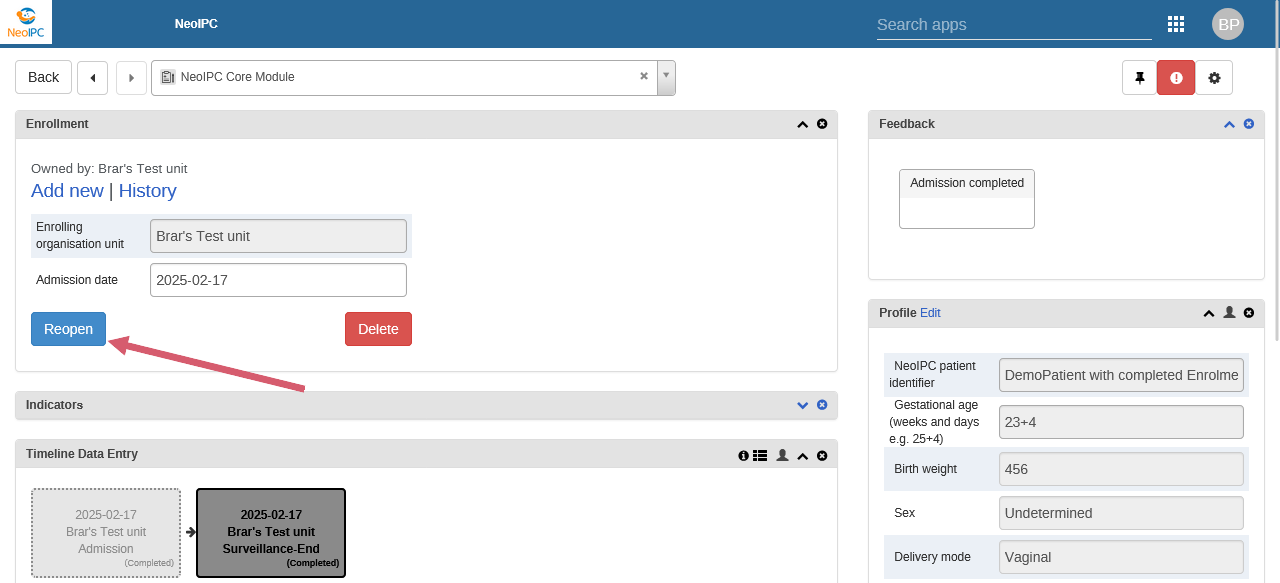 NeoIPC
NeoIPC
Search apps
BP
Back
NeoIPC Core Module
Enrollment
Owned by: Brar's Test unit
Add new | History
Enrolling
organisation unit
Brar's Test unit
Admission date
2025-02-17
Reopen
Delete
Indicators
Timeline Data Entry
2025-02-17
Brar's Test unit
Admission
(Completed)
2025-02-17
Brar's Test unit
Surveillance-End
(Completed)
Feedback
Admission completed
Profile Edit
NeoIPC patient
identifier
DemoPatient with completed Enrolme
Gestational age
(weeks and days
e.g. 25+4)
23+4
Birth weight
456
Sex
Undetermined
Delivery mode
Vaginal